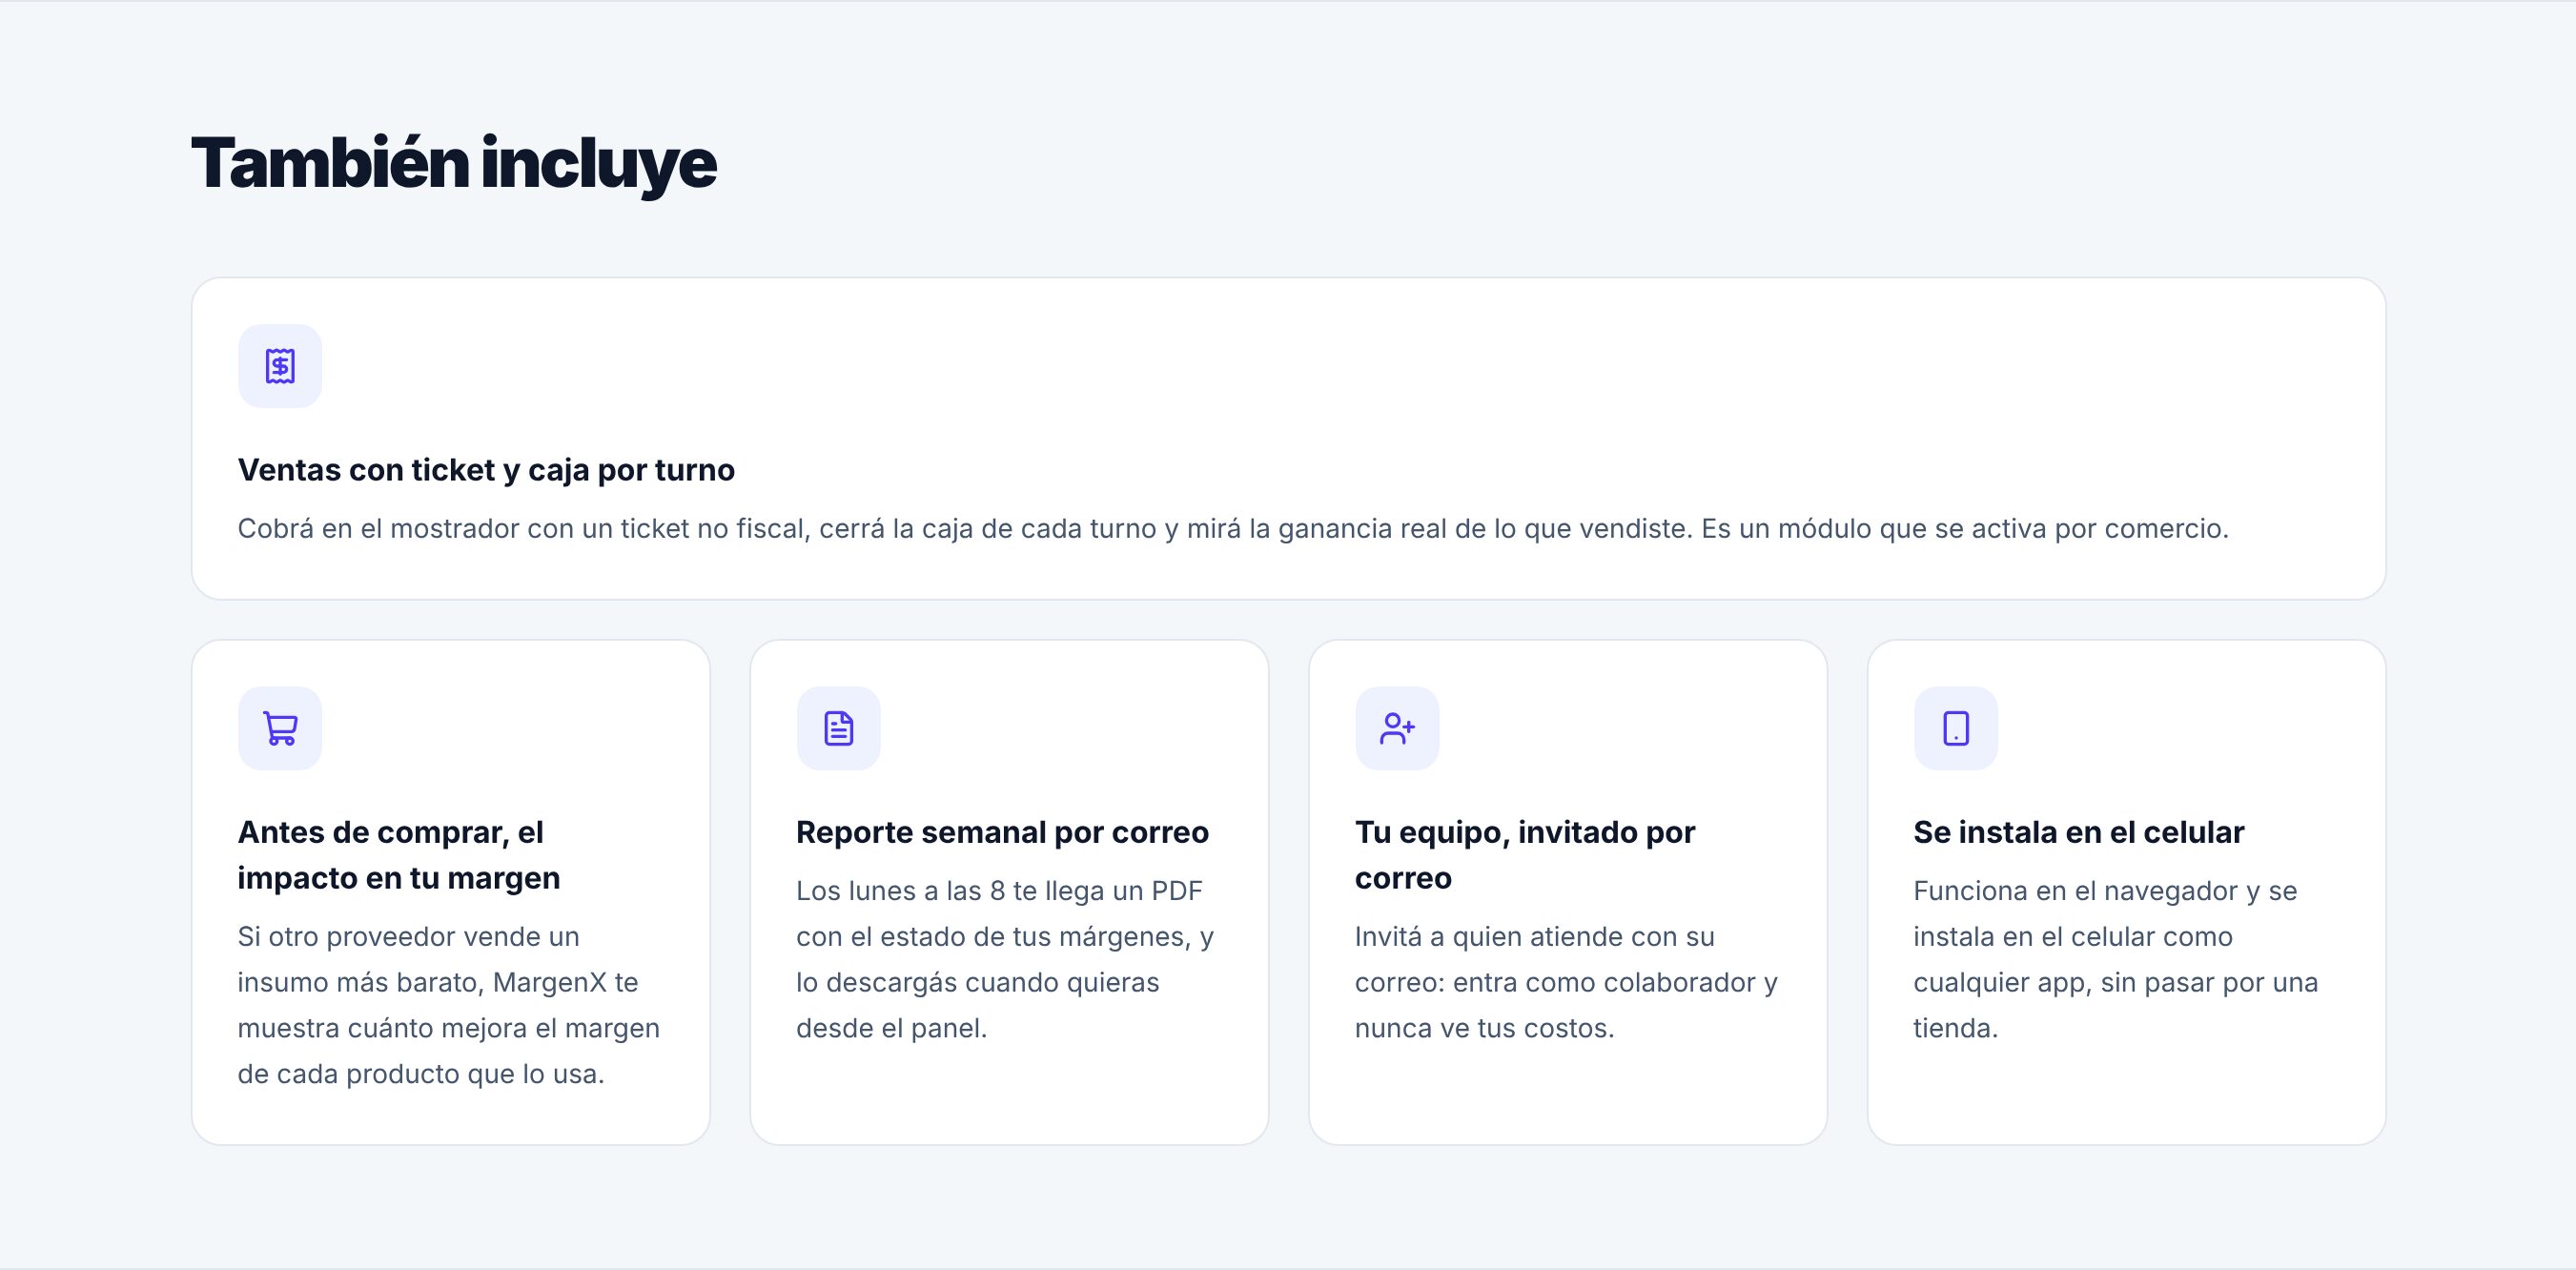 También incluye
Ventas con ticket y caja por turno
Cobrá en el mostrador con un ticket no fiscal, cerrá la caja de cada turno y mirá la ganancia real de lo que vendiste. Es un módulo que se activa por comercio.
Antes de comprar, el
impacto en tu margen
Si otro proveedor vende un
insumo más barato, MargenX te
muestra cuánto mejora el margen
de cada producto que lo usa.
Reporte semanal por correo
Los lunes a las 8 te llega un PDF
con el estado de tus márgenes, y
lo descargás cuando quieras
desde el panel.
Tu equipo, invitado por
correo
Invitá a quien atiende con su
correo: entra como colaborador y
nunca ve tus costos.
Se instala en el celular
Funciona en el navegador y se
instala en el celular como
cualquier app, sin pasar por una
tienda.